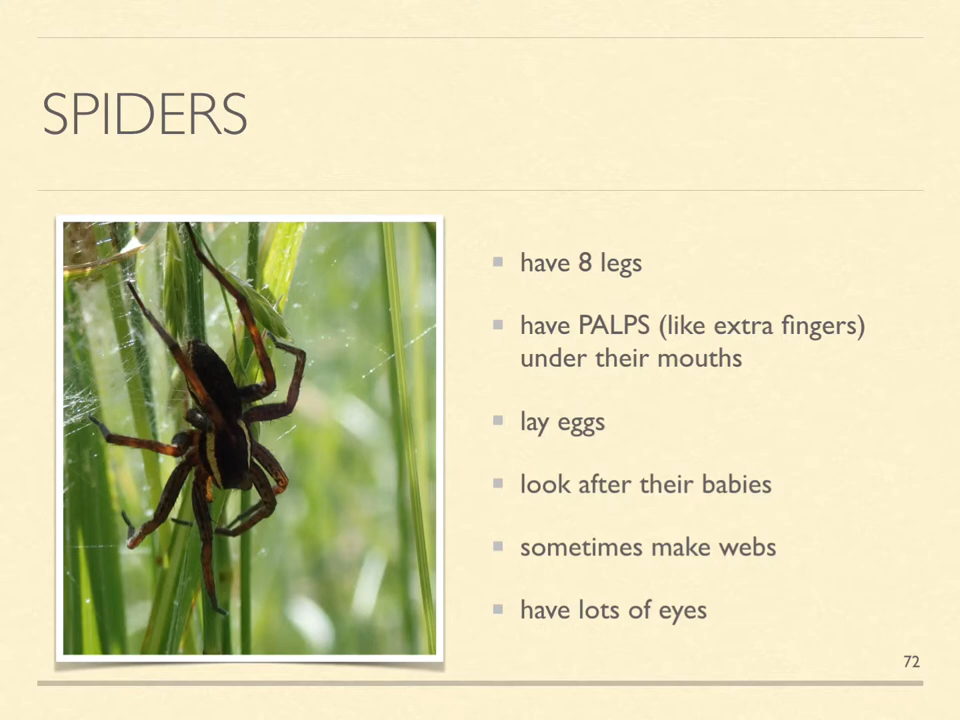 SPIDERS
have 8 legs
have PALPS (like extra fingers)
under their mouths
lay eggs
look after their babies
sometimes make webs
have lots of eyes
72